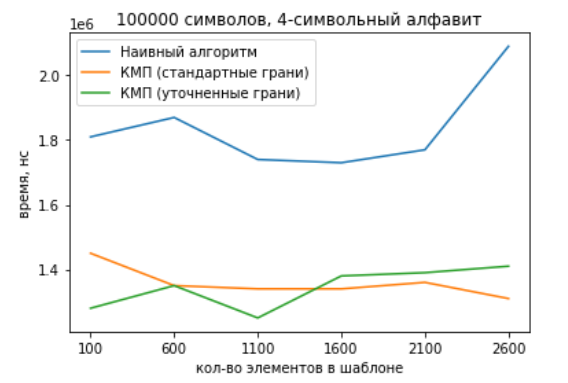 1e6
100000 символов, 4-символьный алфавит
Наивный алгоритм
КМП (стандартные грани)
КМП (уточненные грани)
2.0
1.8
1.6
1.4
время, нс
100 600 1100 1600 2100 2600
кол-во элементов в шаблоне